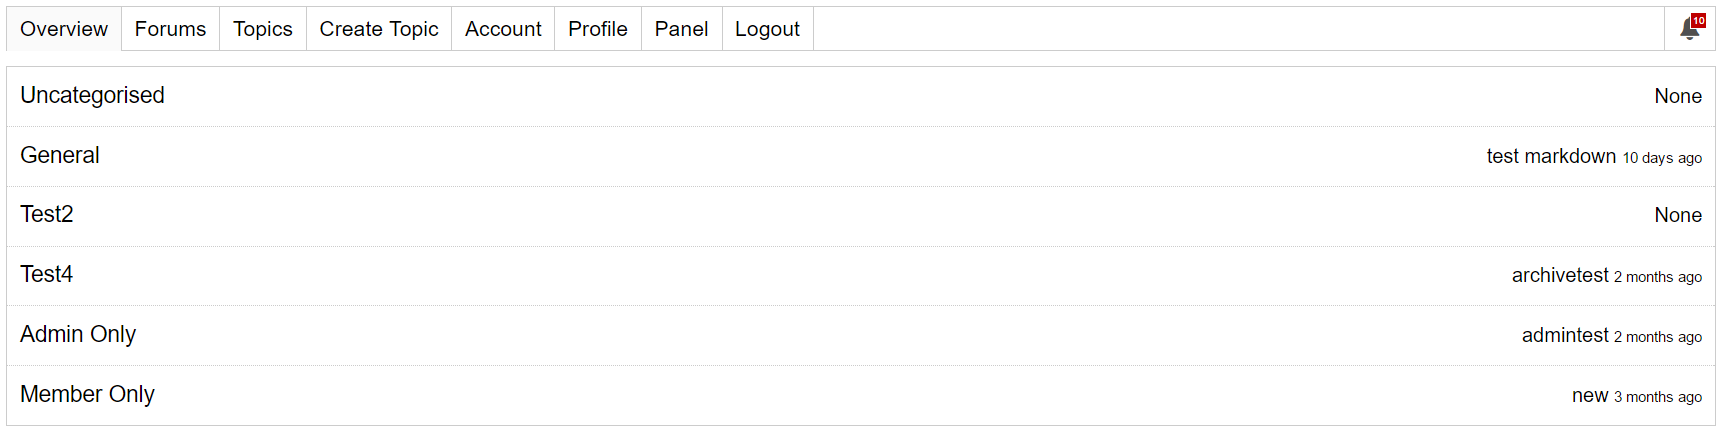 Overview Forums Topics Create Topic Account Profile Panel Logout 10
Uncategorised None
General test markdown 10 days ago
Test2 None
Test4 archivetest 2 months ago
Admin Only admintest 2 months ago
Member Only new 3 months ago